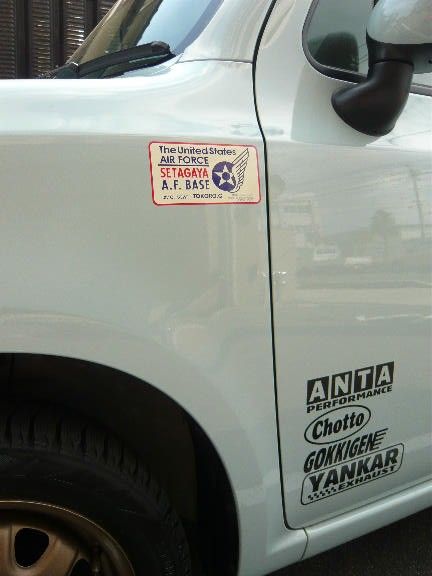 The United States
AIR FORCE
SETAGAYA
A.F. BASE
TOKORO.G
ANTA
PERFORMANCE
Chotto
GOKKIGEN
YANKAR
EXHAUST